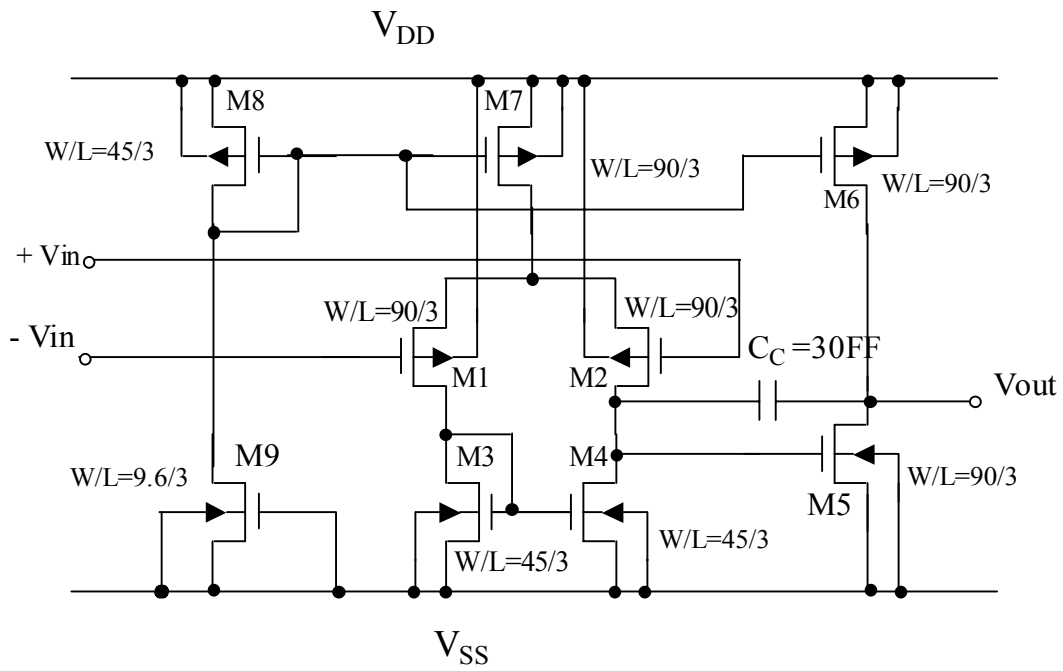 VDD
M8
M7
W/L=45/3
W/L=90/3
W/L=90/3
M6
+ Vin
W/L=90/3
W/L=90/3
- Vin
M1
M2
CC =30FF
Vout
M9
M3
M4
W/L=9.6/3
W/L=90/3
M5
W/L=45/3
W/L=45/3
VSS